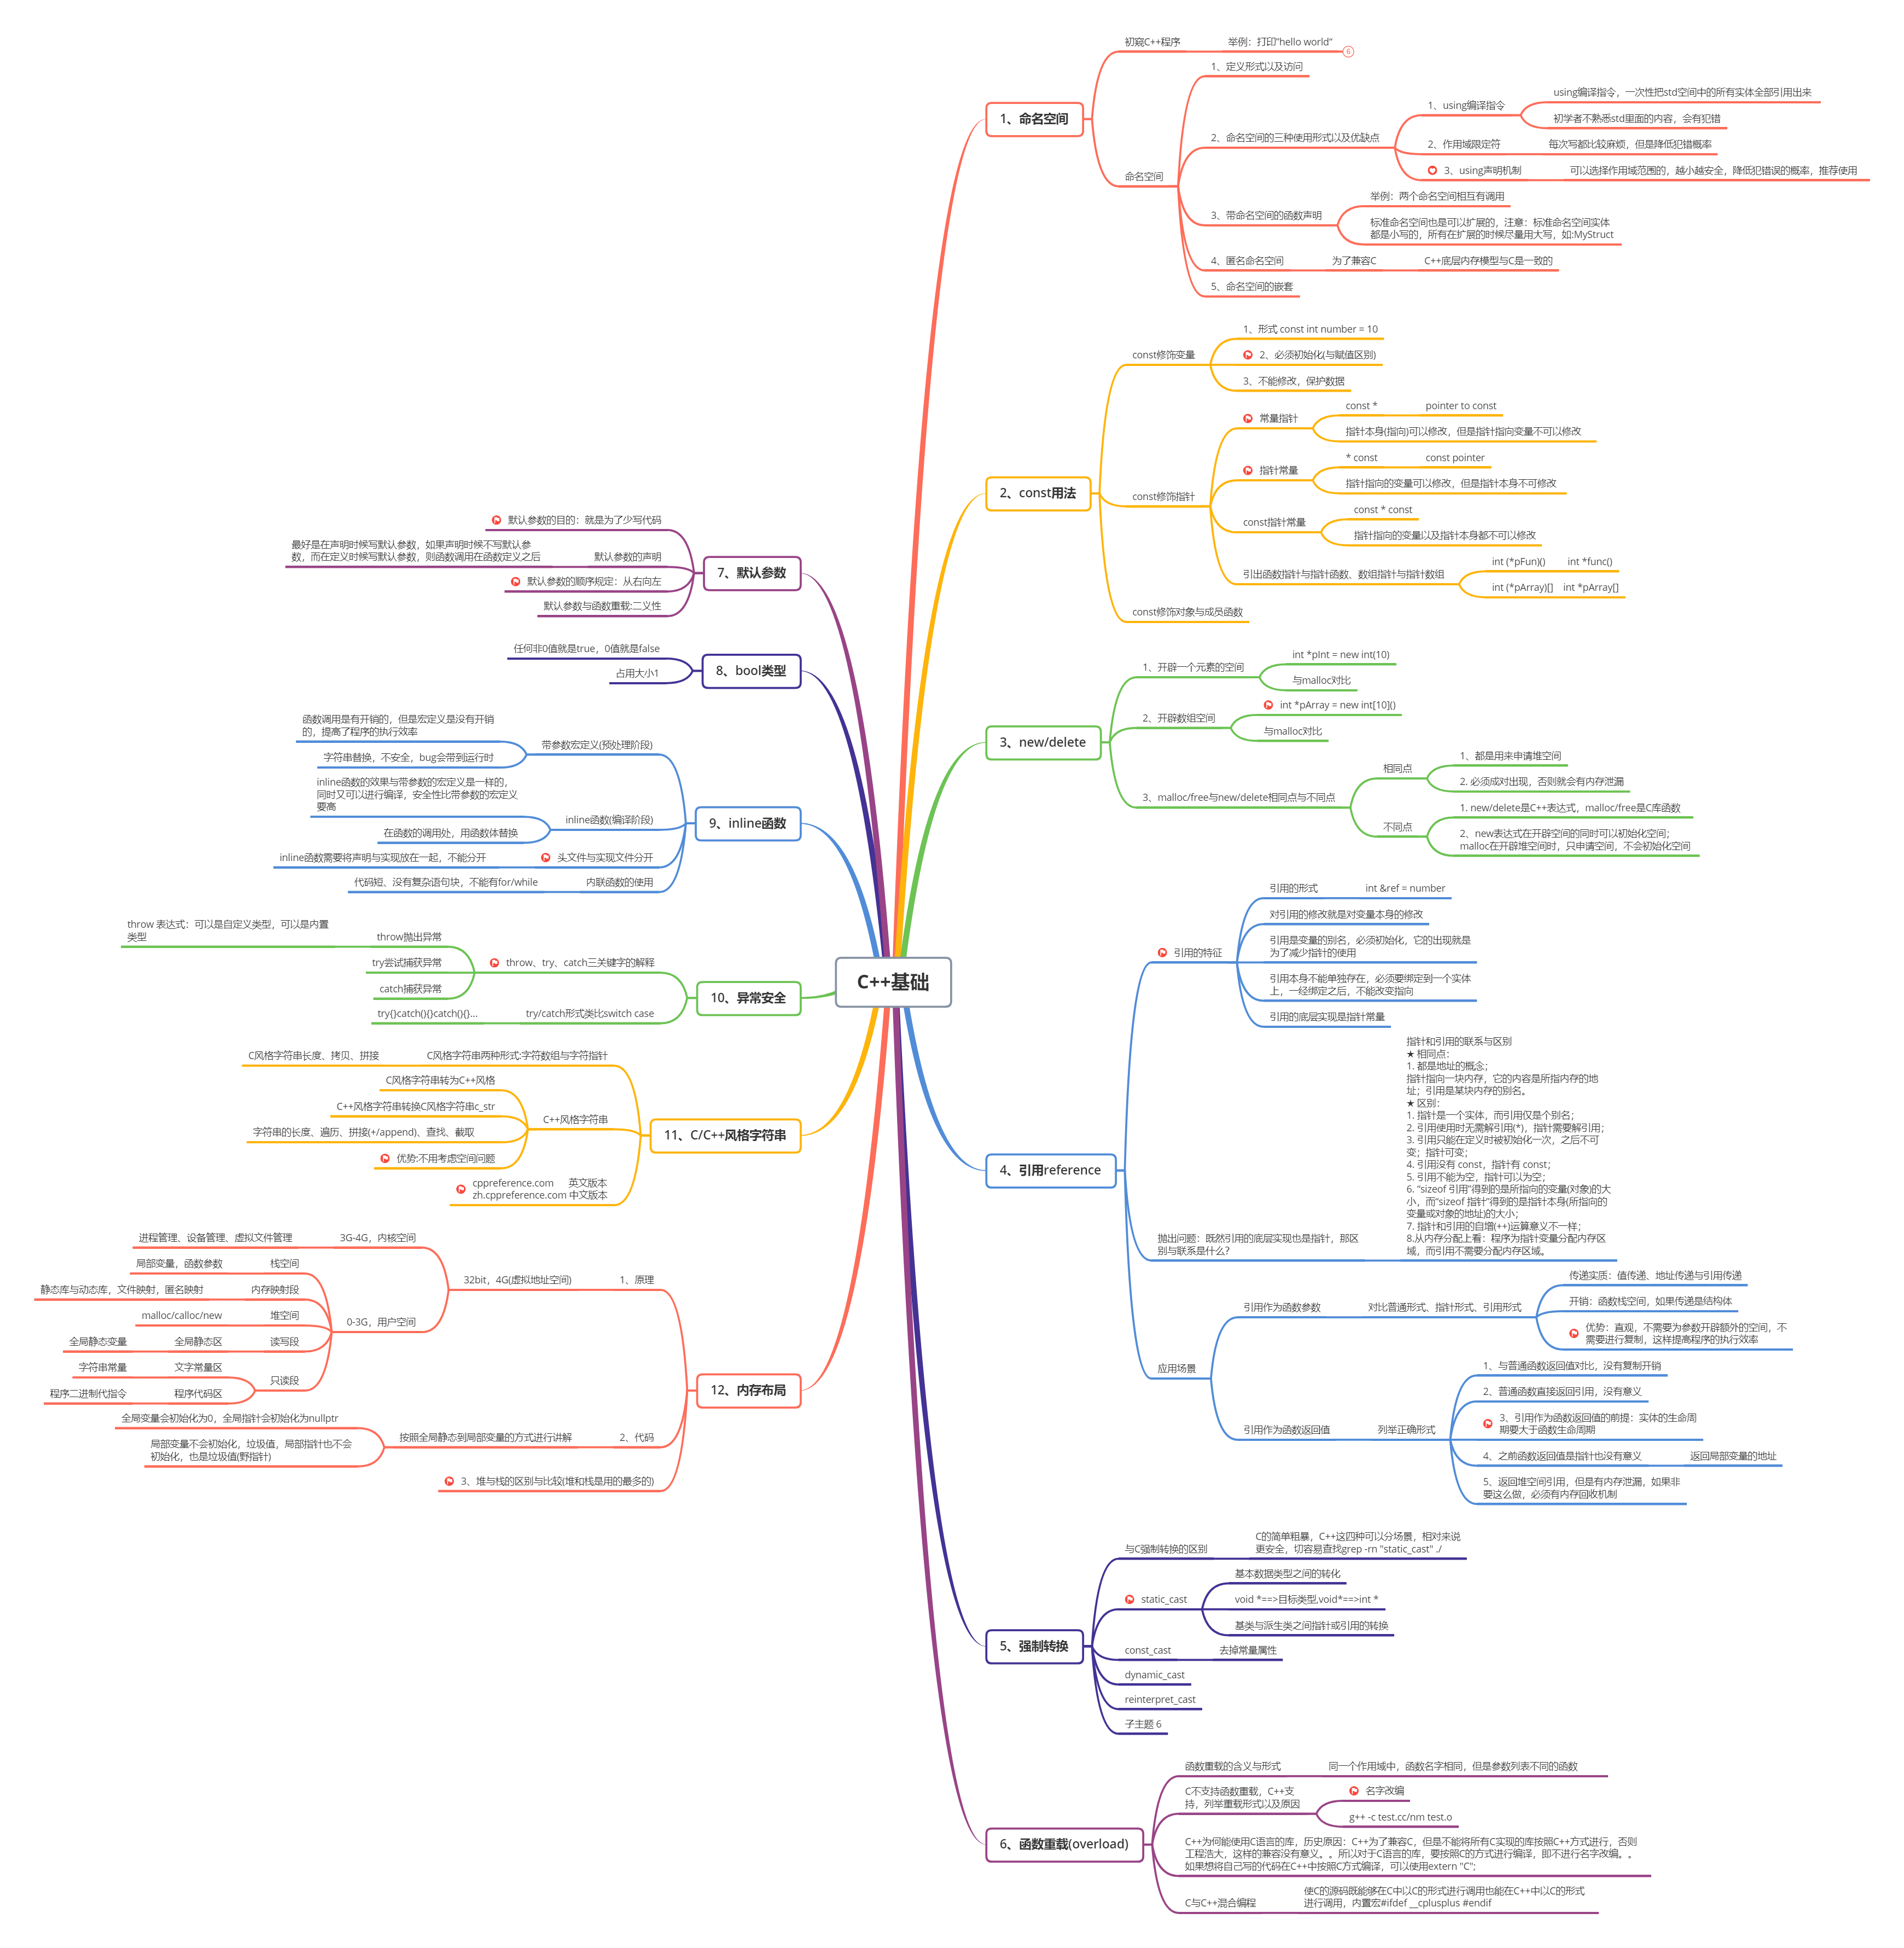 C++基础
1、命名空间
初窥C++程序
举例：打印"hello world"
6
命名空间
1、定义形式以及访问
2、命名空间的三种使用形式以及优缺点
1、using编译指令
using编译指令，一次性把std空间中的所有实体全部引用出来
初学者不熟悉std里面的内容，会有犯错
2、作用域限定符
每次写都比较麻烦，但是降低犯错概率
3、using声明机制
可以选择作用域范围的，越小越安全，降低犯错误的概率，推荐使用
3、带命名空间的函数声明
举例：两个命名空间相互有调用
标准命名空间也是可以扩展的，注意：标准命名空间实体
都是小写的，所有在扩展的时候尽量用大写，如:MyStruct
4、匿名命名空间
为了兼容C
C++底层内存模型与C是一致的
5、命名空间的嵌套
2、const用法
const修饰变量
1、形式 const int number = 10
2、必须初始化(与赋值区别)
3、不能修改，保护数据
const修饰指针
常量指针
const *
pointer to const
指针本身(指向)可以修改，但是指针指向变量不可以修改
指针常量
* const
const pointer
指针指向的变量可以修改，但是指针本身不可修改
const指针常量
const * const
指针指向的变量以及指针本身都不可以修改
引出函数指针与指针函数、数组指针与指针数组
int (*pFun)()
int *func()
int (*pArray)[]
int *pArray[]
const修饰对象与成员函数
3、new/delete
1、开辟一个元素的空间
int *pInt = new int(10)
与malloc对比
2、开辟数组空间
int *pArray = new int[10]()
与malloc对比
3、malloc/free与new/delete相同点与不同点
相同点
1、都是用来申请堆空间
2. 必须成对出现，否则就会有内存泄漏
不同点
1. new/delete是C++表达式，malloc/free是C库函数
2、new表达式在开辟空间的同时可以初始化空间；
malloc在开辟堆空间时，只申请空间，不会初始化空间
4、引用reference
引用的特征
引用的形式
int &ref = number
对引用的修改就是对变量本身的修改
引用是变量的别名，必须初始化，它的出现就是
为了减少指针的使用
引用本身不能单独存在，必须要绑定到一个实体
上，一经绑定之后，不能改变指向
引用的底层实现是指针常量
抛出问题：既然引用的底层实现也是指针，那区
别与联系是什么?
指针和引用的联系与区别
★ 相同点：
1. 都是地址的概念；
指针指向一块内存，它的内容是所指内存的地
址；引用是某块内存的别名。
★ 区别：
1. 指针是一个实体，而引用仅是个别名；
2. 引用使用时无需解引用(*)，指针需要解引用；
3. 引用只能在定义时被初始化一次，之后不可
变；指针可变；
4. 引用没有 const，指针有 const；
5. 引用不能为空，指针可以为空；
6. “sizeof 引用”得到的是所指向的变量(对象)的大
小，而“sizeof 指针”得到的是指针本身(所指向的
变量或对象的地址)的大小；
7. 指针和引用的自增(++)运算意义不一样；
8.从内存分配上看：程序为指针变量分配内存区
域，而引用不需要分配内存区域。
应用场景
引用作为函数参数
对比普通形式、指针形式、引用形式
传递实质：值传递、地址传递与引用传递
开销：函数栈空间，如果传递是结构体
优势：直观，不需要为参数开辟额外的空间，不
需要进行复制，这样提高程序的执行效率
引用作为函数返回值
列举正确形式
1、与普通函数返回值对比，没有复制开销
2、普通函数直接返回引用，没有意义
3、引用作为函数返回值的前提：实体的生命周
期要大于函数生命周期
4、之前函数返回值是指针也没有意义
返回局部变量的地址
5、返回堆空间引用，但是有内存泄漏，如果非
要这么做，必须有内存回收机制
5、强制转换
与C强制转换的区别
C的简单粗暴，C++这四种可以分场景，相对来说
更安全，切容易查找grep -rn "static_cast" ./
static_cast
基本数据类型之间的转化
void *==>目标类型,void*==>int *
基类与派生类之间指针或引用的转换
const_cast
去掉常量属性
dynamic_cast
reinterpret_cast
子主题 6
6、函数重载(overload)
函数重载的含义与形式
同一个作用域中，函数名字相同，但是参数列表不同的函数
C不支持函数重载，C++支
持，列举重载形式以及原因
名字改编
g++ -c test.cc/nm test.o
C++为何能使用C语言的库，历史原因：C++为了兼容C，但是不能将所有C实现的库按照C++方式进行，否则
工程浩大，这样的兼容没有意义。。所以对于C语言的库，要按照C的方式进行编译，即不进行名字改编。。
如果想将自己写的代码在C++中按照C方式编译，可以使用extern "C";
C与C++混合编程
使C的源码既能够在C中以C的形式进行调用也能在C++中以C的形式
进行调用，内置宏#ifdef __cplusplus #endif
7、默认参数
默认参数的目的：就是为了少写代码
默认参数的声明
最好是在声明时候写默认参数，如果声明时候不写默认参
数，而在定义时候写默认参数，则函数调用在函数定义之后
默认参数的顺序规定：从右向左
默认参数与函数重载:二义性
8、bool类型
任何非0值就是true，0值就是false
占用大小1
9、inline函数
带参数宏定义(预处理阶段)
函数调用是有开销的，但是宏定义是没有开销
的，提高了程序的执行效率
字符串替换，不安全，bug会带到运行时
inline函数(编译阶段)
inline函数的效果与带参数的宏定义是一样的，
同时又可以进行编译，安全性比带参数的宏定义
要高
在函数的调用处，用函数体替换
头文件与实现文件分开
inline函数需要将声明与实现放在一起，不能分开
内联函数的使用
代码短、没有复杂语句块，不能有for/while
10、异常安全
throw、try、catch三关键字的解释
throw抛出异常
throw 表达式：可以是自定义类型，可以是内置
类型
try尝试捕获异常
catch捕获异常
try/catch形式类比switch case
try{}catch(){}catch(){}...
11、C/C++风格字符串
C风格字符串两种形式:字符数组与字符指针
C风格字符串长度、拷贝、拼接
C++风格字符串
C风格字符串转为C++风格
C++风格字符串转换C风格字符串c_str
字符串的长度、遍历、拼接(+/append)、查找、截取
优势:不用考虑空间问题
cppreference.com 英文版本
zh.cppreference.com 中文版本
12、内存布局
1、原理
32bit，4G(虚拟地址空间)
3G-4G，内核空间
进程管理、设备管理、虚拟文件管理
0-3G，用户空间
栈空间
局部变量，函数参数
内存映射段
静态库与动态库，文件映射，匿名映射
堆空间
malloc/calloc/new
读写段
全局静态区
全局静态变量
只读段
文字常量区
字符串常量
程序代码区
程序二进制代指令
2、代码
按照全局静态到局部变量的方式进行讲解
全局变量会初始化为0，全局指针会初始化为nullptr
局部变量不会初始化，垃圾值，局部指针也不会
初始化，也是垃圾值(野指针)
3、堆与栈的区别与比较(堆和栈是用的最多的)